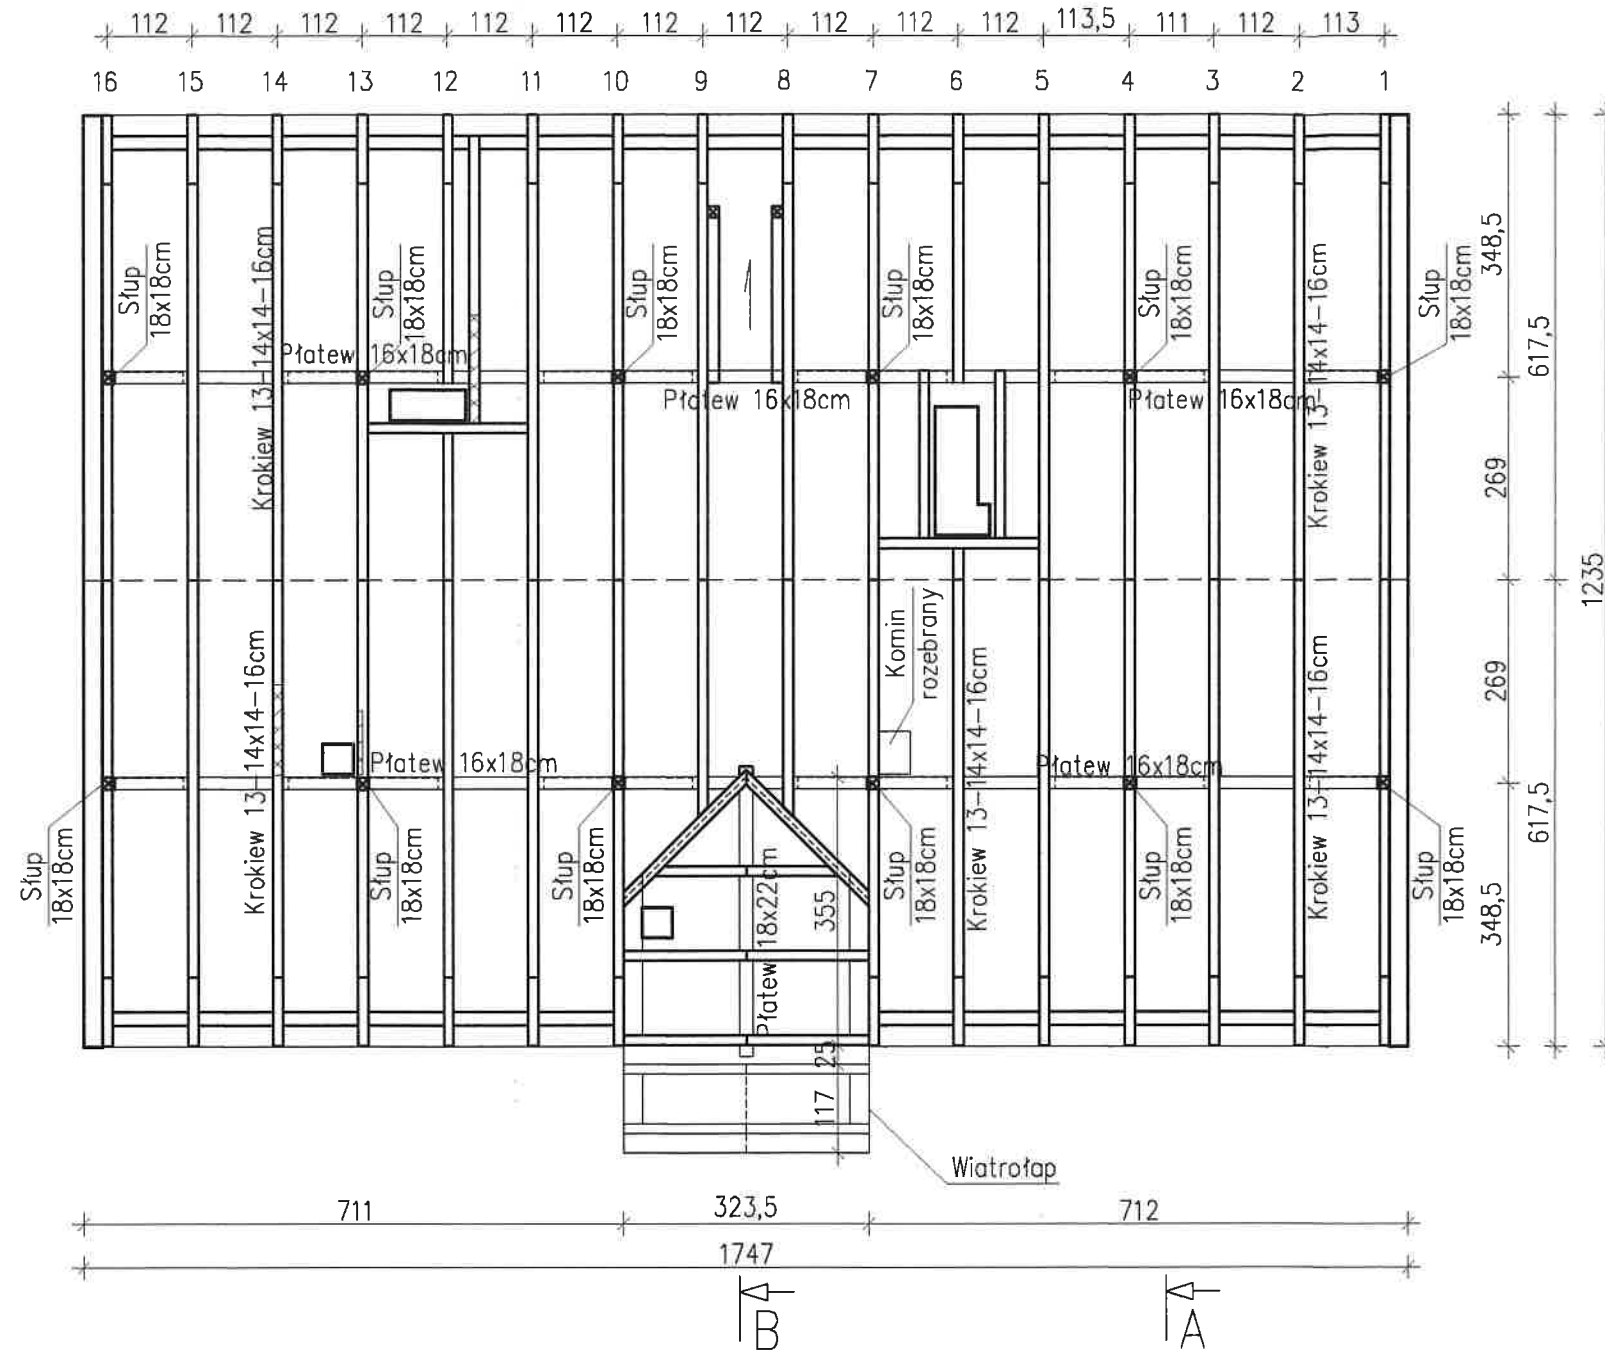 112 112 112 112 112 112 112 112 112 112 112 113,5 111 112 113
16 15 14 13 12 11 10 9 8 7 6 5 4 3 2 1
Słup
18x18cm
Krokiew 13-14x14-16cm
Słup
18x18cm
Słup
18x18cm
Słup
18x18cm
Słup
18x18cm
Krokiew 13-14x14-16cm
Słup
18x18cm
348,5
617,5
Płatew 16x18cm
Płatew 16x18cm
Płatew 16x18cm
269
1235
Komin
rozebrany
269
Krokiew 13-14x14-16cm
Płatew 16x18cm
Krokiew 13-14x14-16cm
Płatew 16x18cm
Krokiew 13-14x14-16cm
617,5
Słup
18x18cm
Słup
18x18cm
Słup
18x18cm
Płatew 18x22cm
355
Słup
18x18cm
Słup
18x18cm
Słup
18x18cm
348,5
25
117
Wiatrołap
711 323,5 712
1747
B A